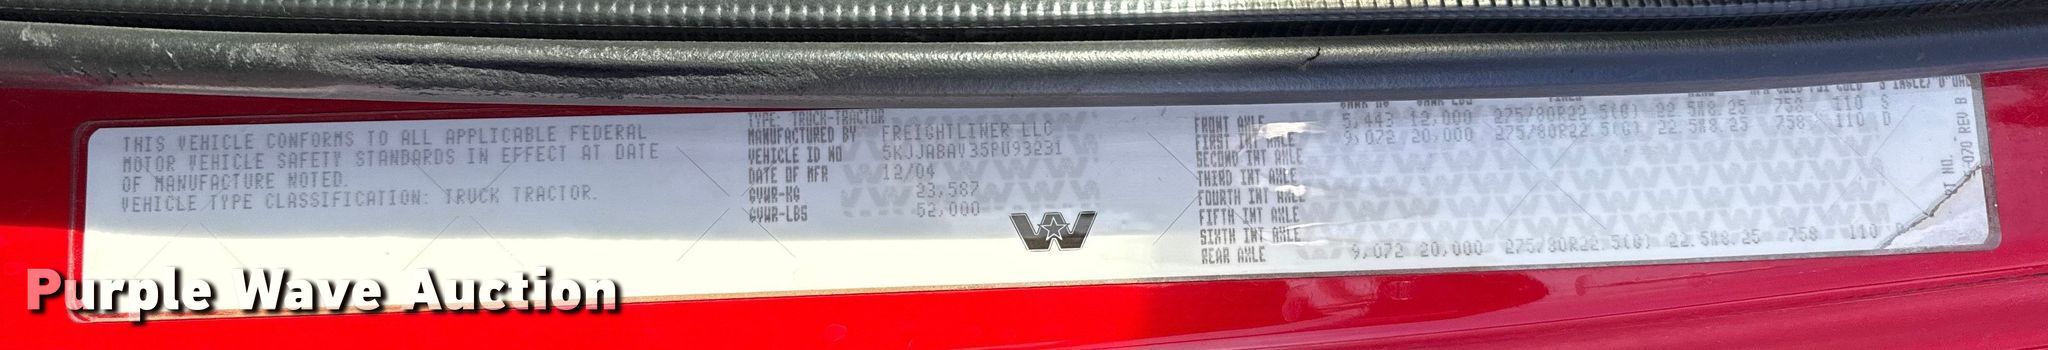 THIS VEHICLE CONFORMS TO ALL APPLICABLE FEDERAL
MOTOR VEHICLE SAFETY STANDARDS IN EFFECT AT DATE
OF MANUFACTURE NOTED.
VEHICLE TYPE CLASSIFICATION: TRUCK TRACTOR.
TYPE: TRUCK-TRACTOR
MANUFACTURED BY FREIGHTLINER LLC
VEHICLE ID NO 5KJJABAV35PU93231
DATE OF MFR 12/04
GVWR-KG 23,587
GVWR-LBS 52,000
FRONT AXLE 5,443 12,000 275/80R22.5(G) 22.5X8.25 758 110 S
FIRST INT AXLE 9,072 20,000 275/80R22.5(G) 22.5X8.25 758 110 D
SECOND INT AXLE
THIRD INT AXLE
FOURTH INT AXLE
FIFTH INT AXLE
SIXTH INT AXLE
REAR AXLE 9,072 20,000 275/80R22.5(G) 22.5X8.25 758 110
REV B
Purple Wave Auction